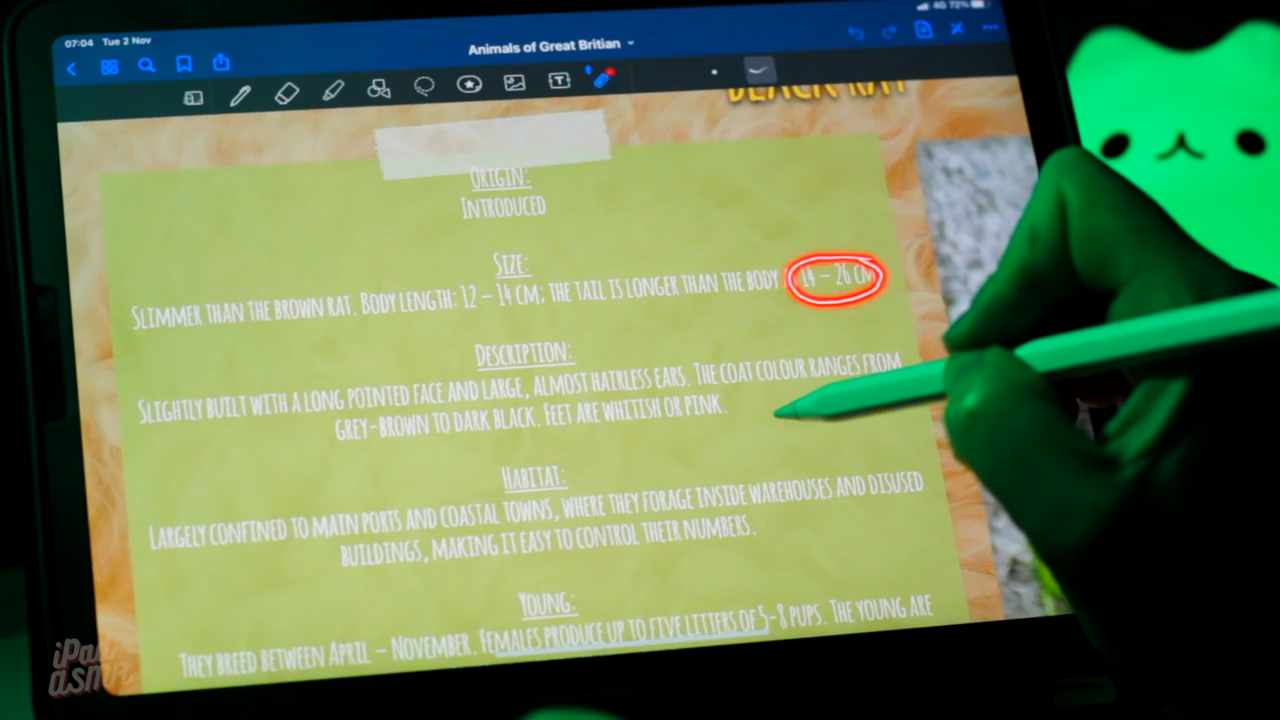 07:04 Tue 2 Nov
4G 72%
Animals of Great Britian
BLACK RAT
ORIGIN:
INTRODUCED
SIZE:
SLIMMER THAN THE BROWN RAT. BODY LENGTH: 12 – 14 CM; THE TAIL IS LONGER THAN THE BODY 14 – 26 CM
DESCRIPTION:
SLIGHTLY BUILT WITH A LONG POINTED FACE AND LARGE, ALMOST HAIRLESS EARS. THE COAT COLOUR RANGES FROM
GREY-BROWN TO DARK BLACK. FEET ARE WHITISH OR PINK.
HABITAT:
LARGELY CONFINED TO MAIN PORTS AND COASTAL TOWNS, WHERE THEY FORAGE INSIDE WAREHOUSES AND DISUSED
BUILDINGS, MAKING IT EASY TO CONTROL THEIR NUMBERS.
YOUNG:
THEY BREED BETWEEN APRIL – NOVEMBER. FEMALES PRODUCE UP TO FIVE LITTERS OF 5-8 PUPS. THE YOUNG ARE
iPad
asmr